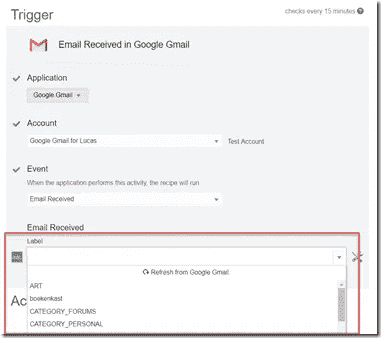 Trigger
checks every 15 minutes
Email Received in Google Gmail
Application
Google Gmail
Account
Google Gmail for Lucas
Test Account
Event
When the application performs this activity, the recipe will run
Email Received
Email Received
Label
Refresh from Google Gmail
ART
boekenkast
CATEGORY_FORUMS
CATEGORY_PERSONAL
Ac